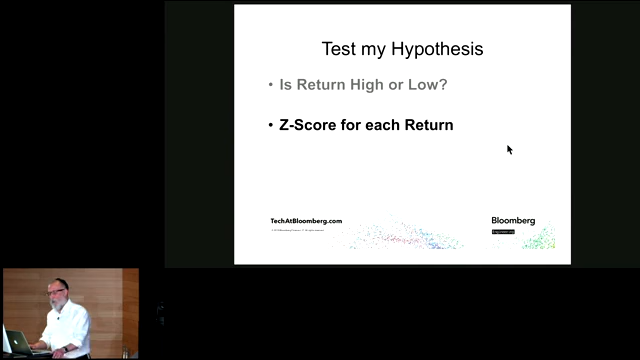 Test my Hypothesis
• Is Return High or Low?
• Z-Score for each Return
TechAtBloomberg.com
Bloomberg
Engineering